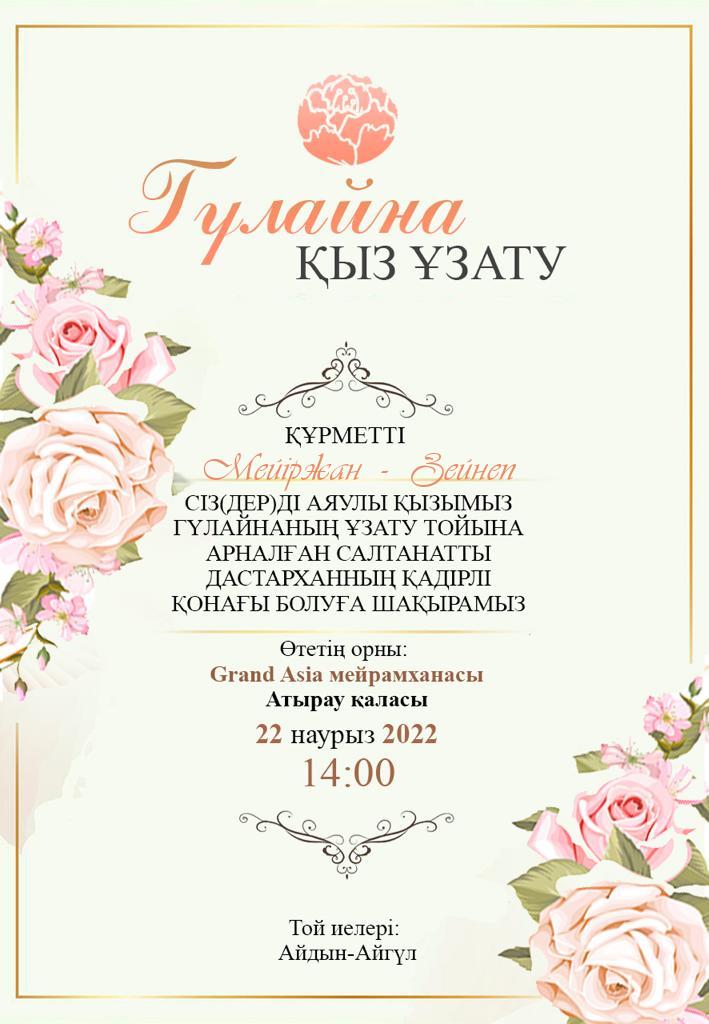 Гүлайна
ҚЫЗ ҰЗАТУ
ҚҰРМЕТТІ
Мейіржан - Зейнеп
СІЗ(ДЕР)ДІ АЯУЛЫ ҚЫЗЫМЫЗ
ГҮЛАЙНАНЫҢ ҰЗАТУ ТОЙЫНА
АРНАЛҒАН САЛТАНАТТЫ
ДАСТАРХАННЫҢ ҚАДІРЛІ
ҚОНАҒЫ БОЛУҒА ШАҚЫРАМЫЗ
Өтетің орны:
Grand Asia мейрамханасы
Атырау қаласы
22 наурыз 2022
14:00
Той иелері:
Айдын-Айгүл